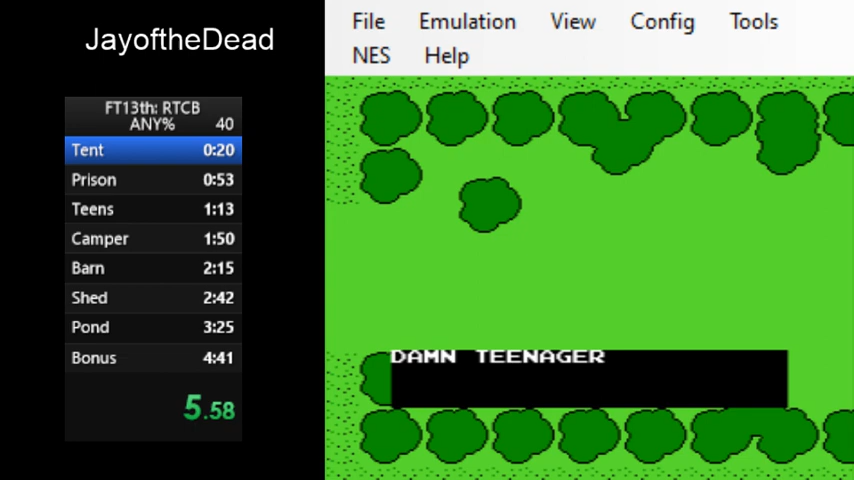 JayoftheDead
FT13th: RTCB
ANY% 40
Tent 0:20
Prison 0:53
Teens 1:13
Camper 1:50
Barn 2:15
Shed 2:42
Pond 3:25
Bonus 4:41
5.58
File Emulation View Config Tools
NES Help
DAMN TEENAGER